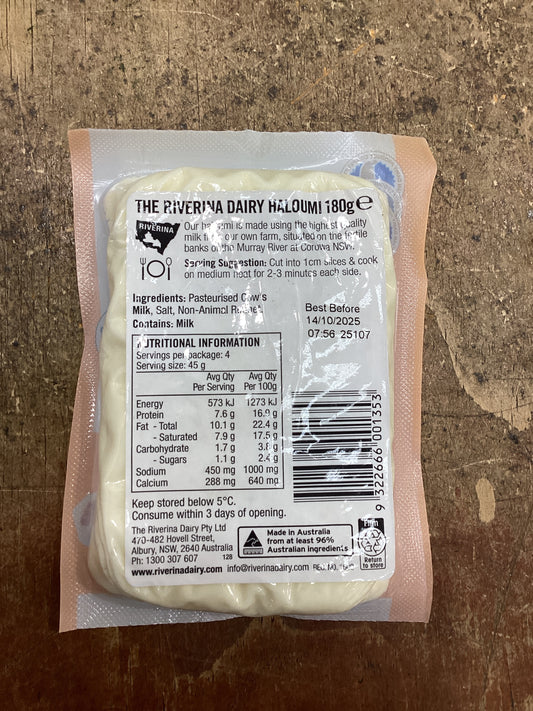 THE RIVERINA DAIRY HALOUMI 180g ℮
RIVERINA
Our haloumi is made using the highest quality
milk from our own farm, situated on the fertile
banks of the Murray River at Corowa NSW.
Serving Suggestion: Cut into 1cm slices & cook
on medium heat for 2-3 minutes each side.
Ingredients: Pasteurised Cow's
Milk, Salt, Non-Animal Rennet.
Contains: Milk
Best Before
14/10/2025
07:56 25107
NUTRITIONAL INFORMATION
Servings per package: 4
Serving size: 45 g
Avg Qty Avg Qty
Per Serving Per 100g
Energy 573 kJ 1273 kJ
Protein 7.6 g 16.9 g
Fat - Total 10.1 g 22.4 g
- Saturated 7.9 g 17.5 g
Carbohydrate 1.7 g 3.8 g
- Sugars 1.1 g 2.4 g
Sodium 450 mg 1000 mg
Calcium 288 mg 640 mg
9 322666 001353
Keep stored below 5°C.
Consume within 3 days of opening.
The Riverina Dairy Pty Ltd
470-482 Hovell Street,
Albury, NSW, 2640 Australia
Ph: 1300 307 607 128
www.riverinadairy.com info@riverinadairy.com REG. NO.
Made in Australia
from at least 96%
Australian ingredients
Return
to store